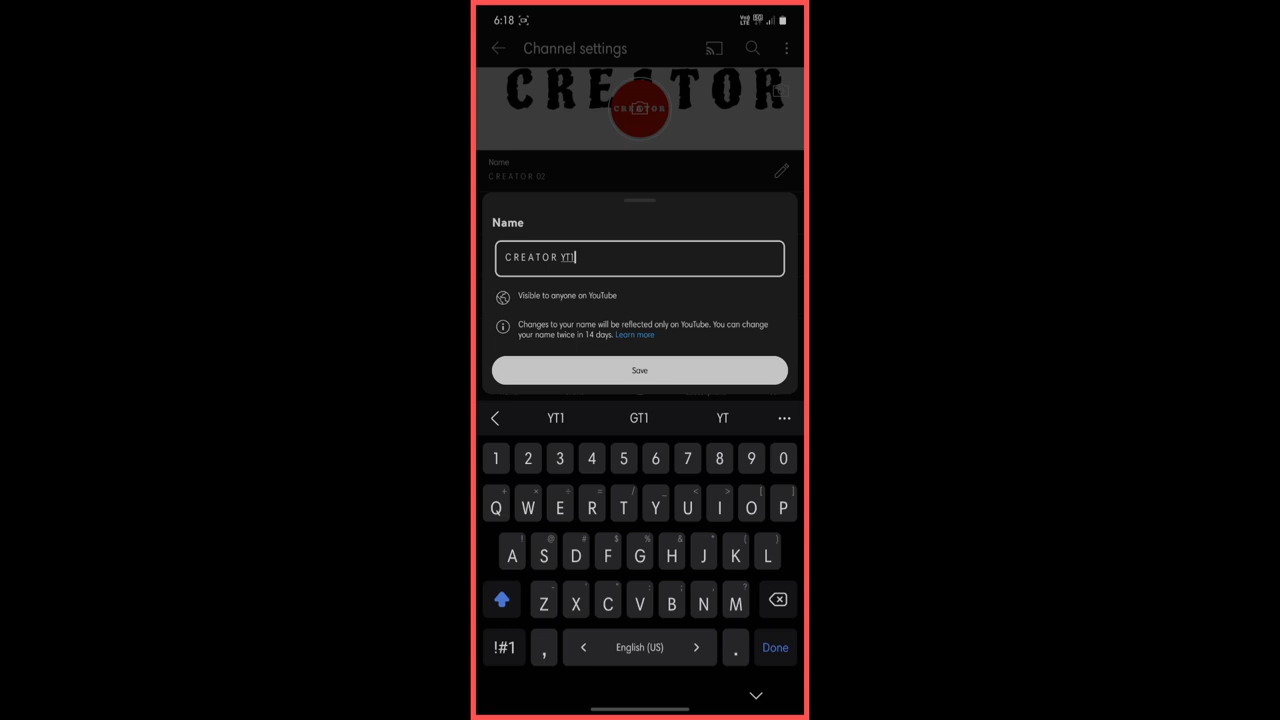 6:18
Channel settings
CREATOR
CREATOR
Name
CREATOR 02
Name
CREATOR YT1
Visible to anyone on YouTube
Changes to your name will be reflected only on YouTube. You can change
your name twice in 14 days. Learn more
Save
YT1 GT1 YT
1 2 3 4 5 6 7 8 9 0
+ × ÷ = / _ < > [ ]
Q W E R T Y U I O P
! @ # $ % & * ( )
A S D F G H J K L
Z X C V B N M
!#1 , < English (US) > . Done